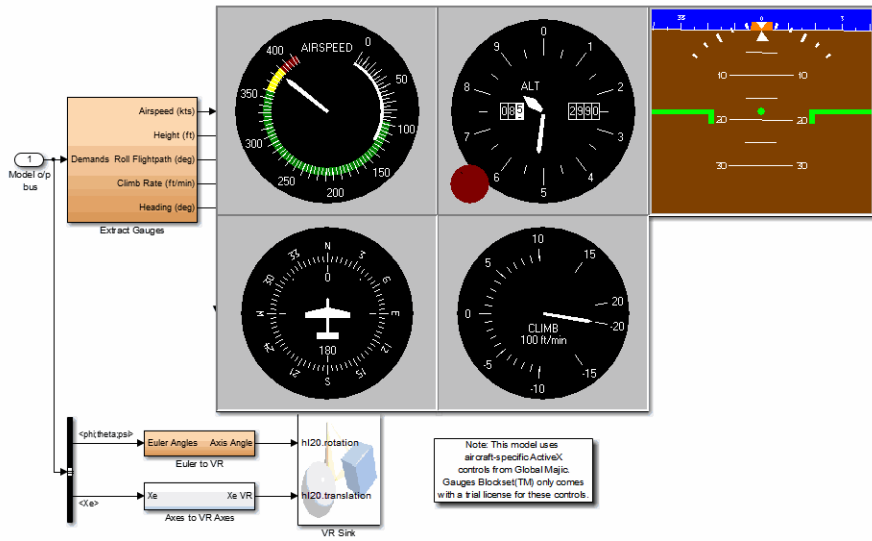 Airspeed (kts)
Height (ft)
1
Demands Roll Flightpath (deg)
Model o/p
bus
Climb Rate (ft/min)
Heading (deg)
Extract Gauges
AIRSPEED
0
50
100
150
200
250
300
350
400
ALT
0
1
2
3
4
5
6
7
8
9
085
2990
3
0
3
10
10
20
20
30
30
N
3
6
E
12
15
S
21
24
W
30
33
0
180
10
15
20
-20
-15
-10
-5
0
5
CLIMB
100 ft/min
<phi;theta;psi>
Euler Angles Axis Angle
Euler to VR
hl20.rotation
<Xe>
Xe Xe VR
Axes to VR Axes
hl20.translation
VR Sink
Note: This model uses
aircraft-specific ActiveX
controls from Global Majic.
Gauges Blockset(TM) only comes
with a trial license for these controls.